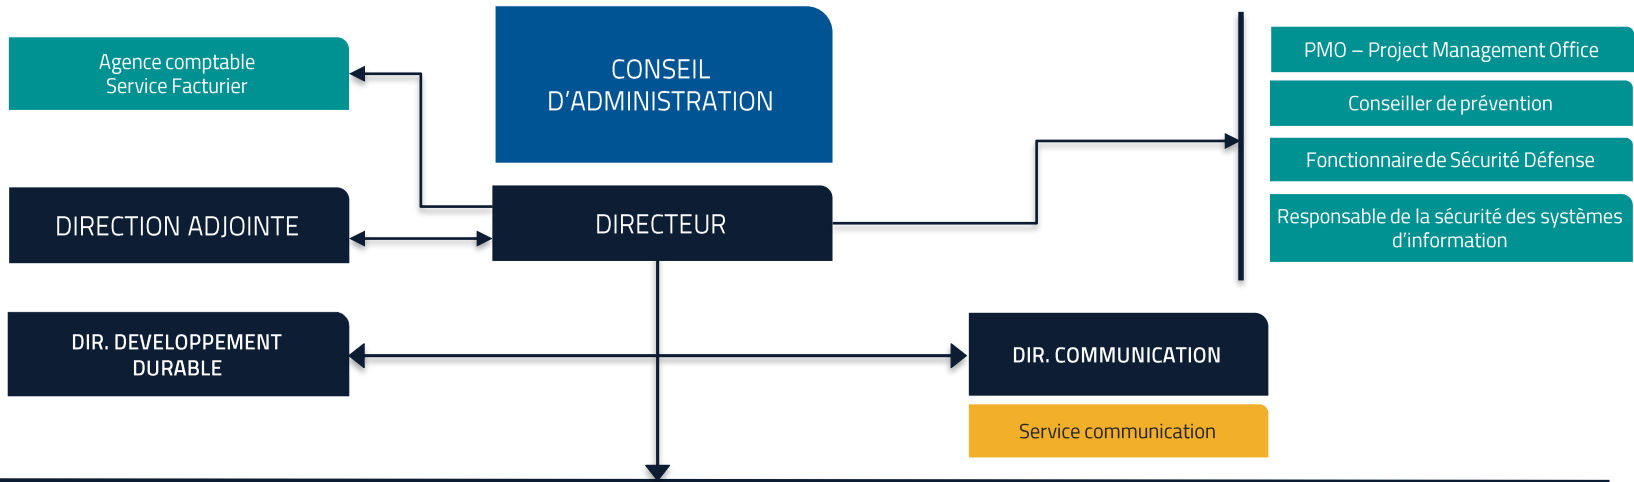 Agence comptable
Service Facturier
CONSEIL
D'ADMINISTRATION
PMO – Project Management Office
Conseiller de prévention
Fonctionnaire de Sécurité Défense
Responsable de la sécurité des systèmes
d'information
DIRECTION ADJOINTE
DIRECTEUR
DIR. DEVELOPPEMENT
DURABLE
DIR. COMMUNICATION
Service communication